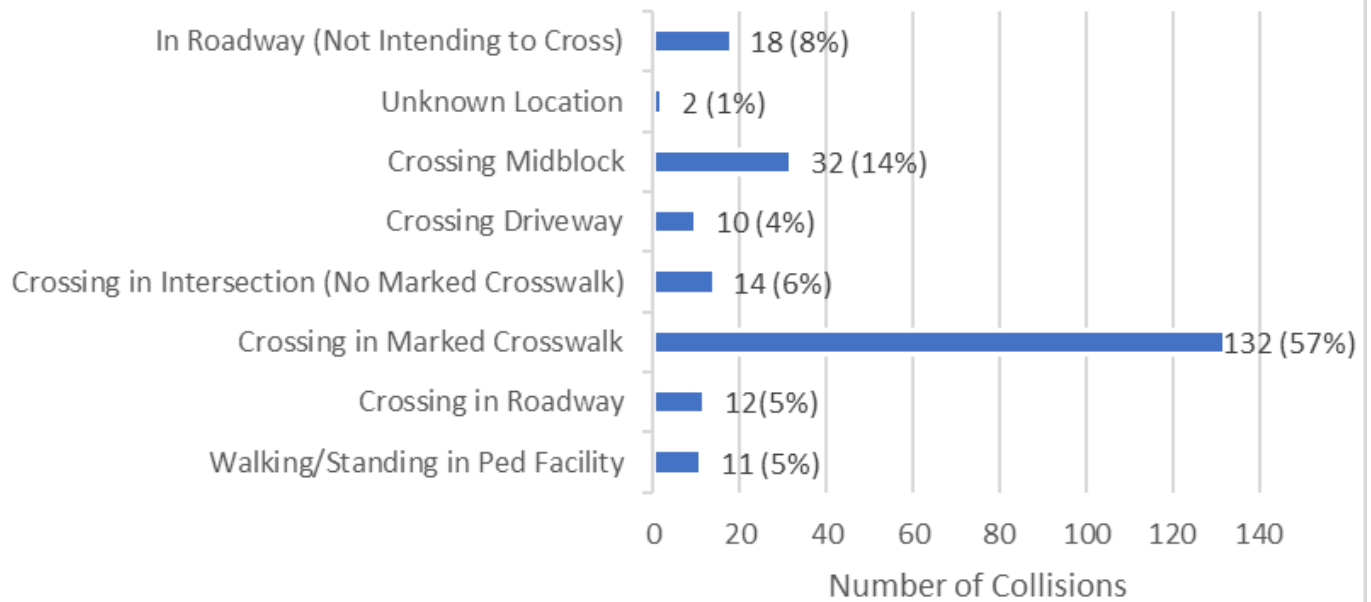 In Roadway (Not Intending to Cross) 18 (8%)
Unknown Location 2 (1%)
Crossing Midblock 32 (14%)
Crossing Driveway 10 (4%)
Crossing in Intersection (No Marked Crosswalk) 14 (6%)
Crossing in Marked Crosswalk 132 (57%)
Crossing in Roadway 12(5%)
Walking/Standing in Ped Facility 11 (5%)
0 20 40 60 80 100 120 140
Number of Collisions